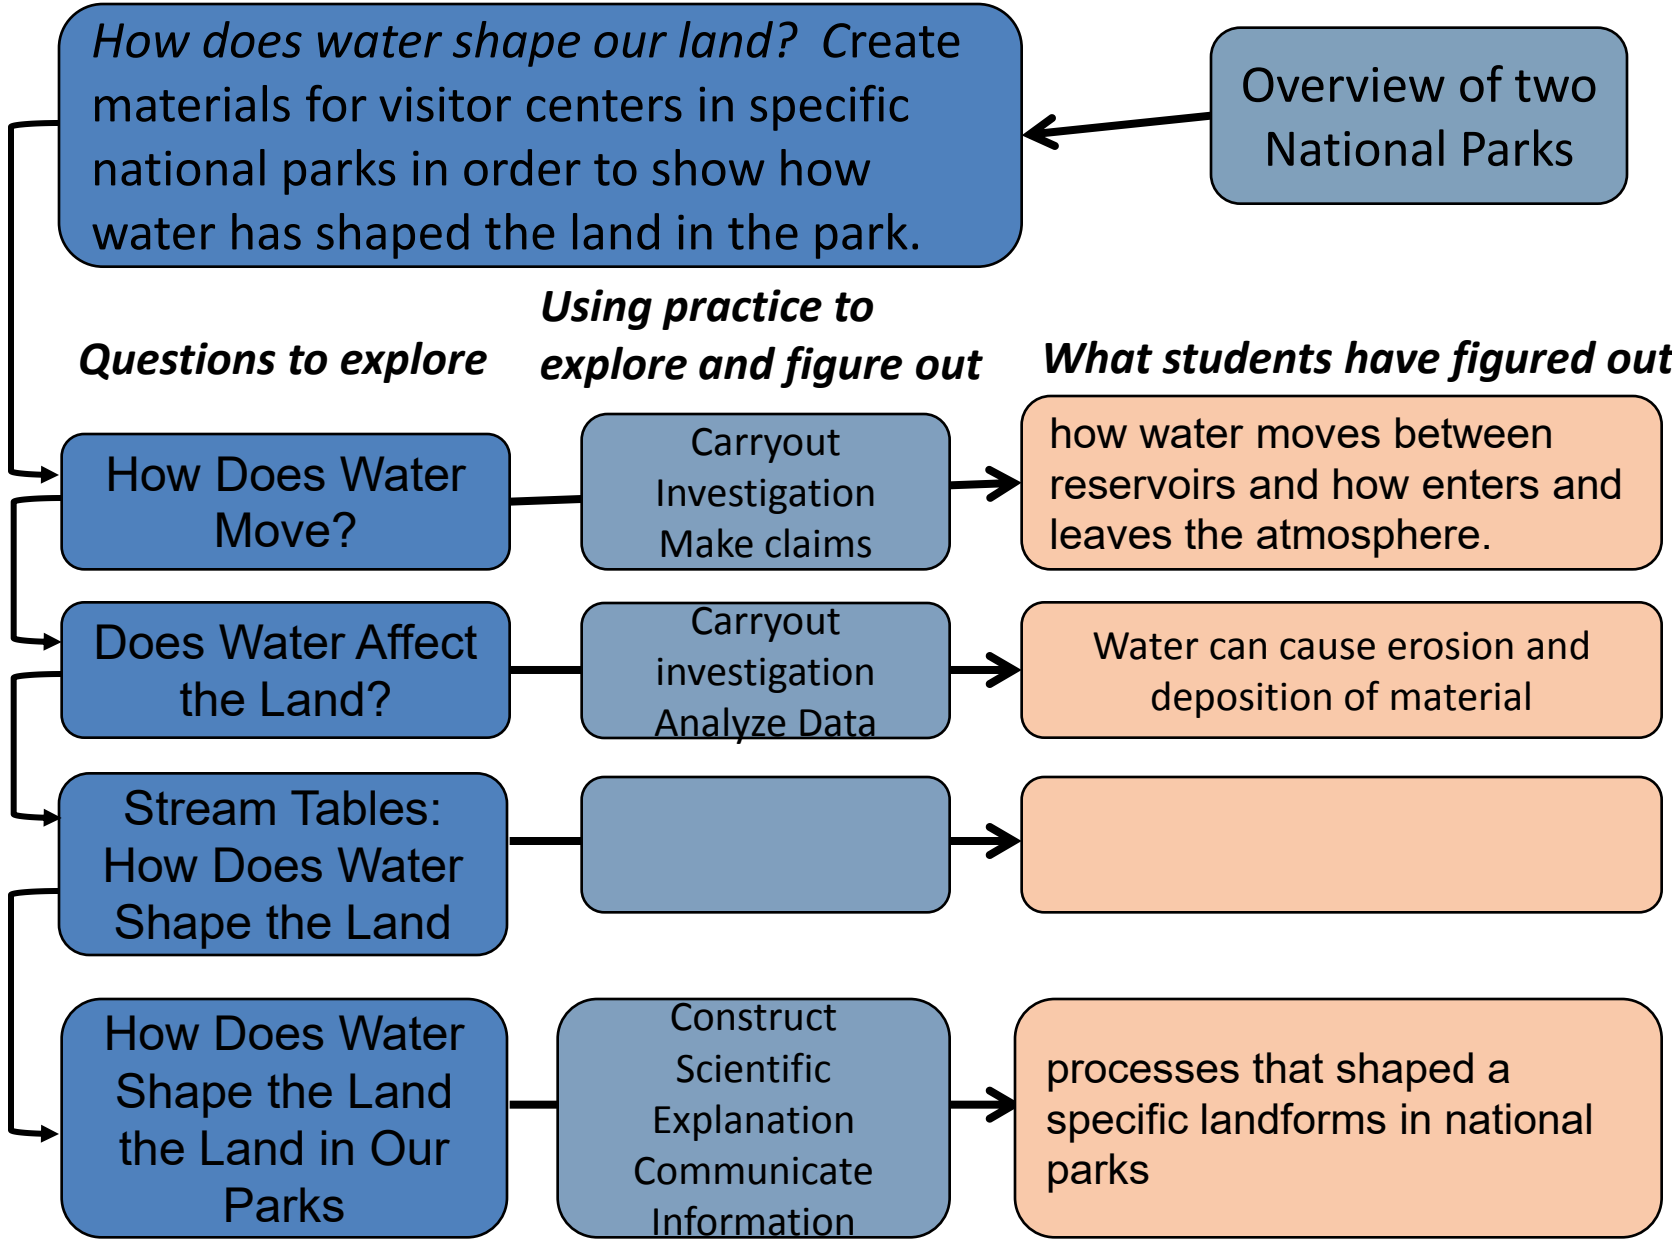 How does water shape our land?  Create
materials for visitor centers in specific
national parks in order to show how
water has shaped the land in the park.
Overview of two
National Parks
Questions to explore
Using practice to
explore and figure out
What students have figured out
How Does Water
Move?
Carryout
Investigation
Make claims
how water moves between
reservoirs and how enters and
leaves the atmosphere.
Does Water Affect
the Land?
Carryout
investigation
Analyze Data
Water can cause erosion and
deposition of material
Stream Tables:
How Does Water
Shape the Land
How Does Water
Shape the Land
the Land in Our
Parks
Construct
Scientific
Explanation
Communicate
Information
processes that shaped a
specific landforms in national
parks